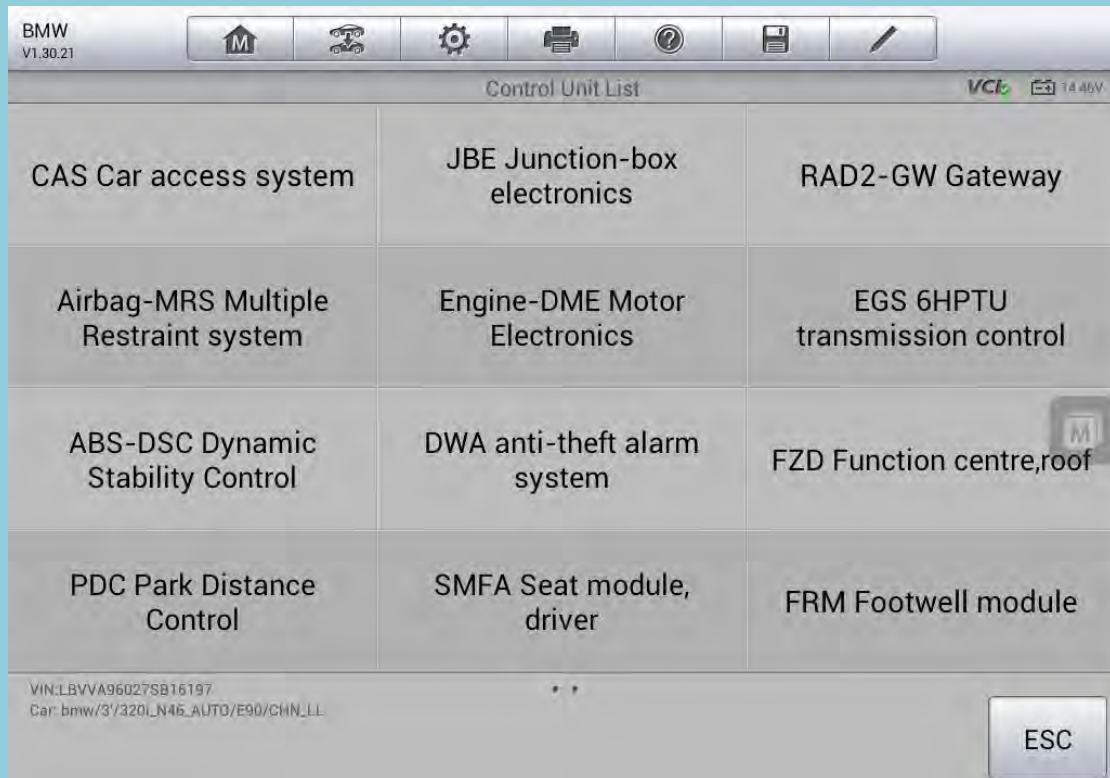 BMW
V1.30.21
M
Control Unit List
VCI
14.46V
CAS Car access system
JBE Junction-box
electronics
RAD2-GW Gateway
Airbag-MRS Multiple
Restraint system
Engine-DME Motor
Electronics
EGS 6HPTU
transmission control
ABS-DSC Dynamic
Stability Control
DWA anti-theft alarm
system
FZD Function centre,roof
M
PDC Park Distance
Control
SMFA Seat module,
driver
FRM Footwell module
VIN:LBVVA96027SB16197
Car: bmw/3'/320i_N46_AUTO/E90/CHN_LL
ESC